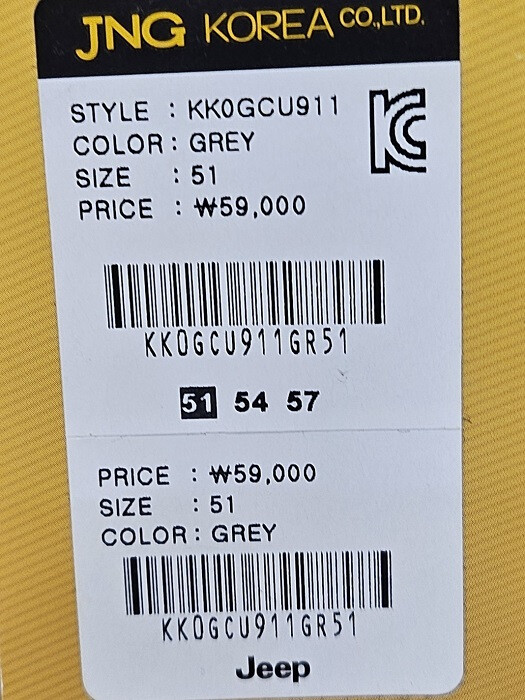 JNG KOREA CO.,LTD.
STYLE : KK0GCU911
COLOR : GREY
SIZE : 51
PRICE : ₩59,000
KK0GCU911GR51
51 54 57
PRICE : ₩59,000
SIZE : 51
COLOR : GREY
KK0GCU911GR51
Jeep